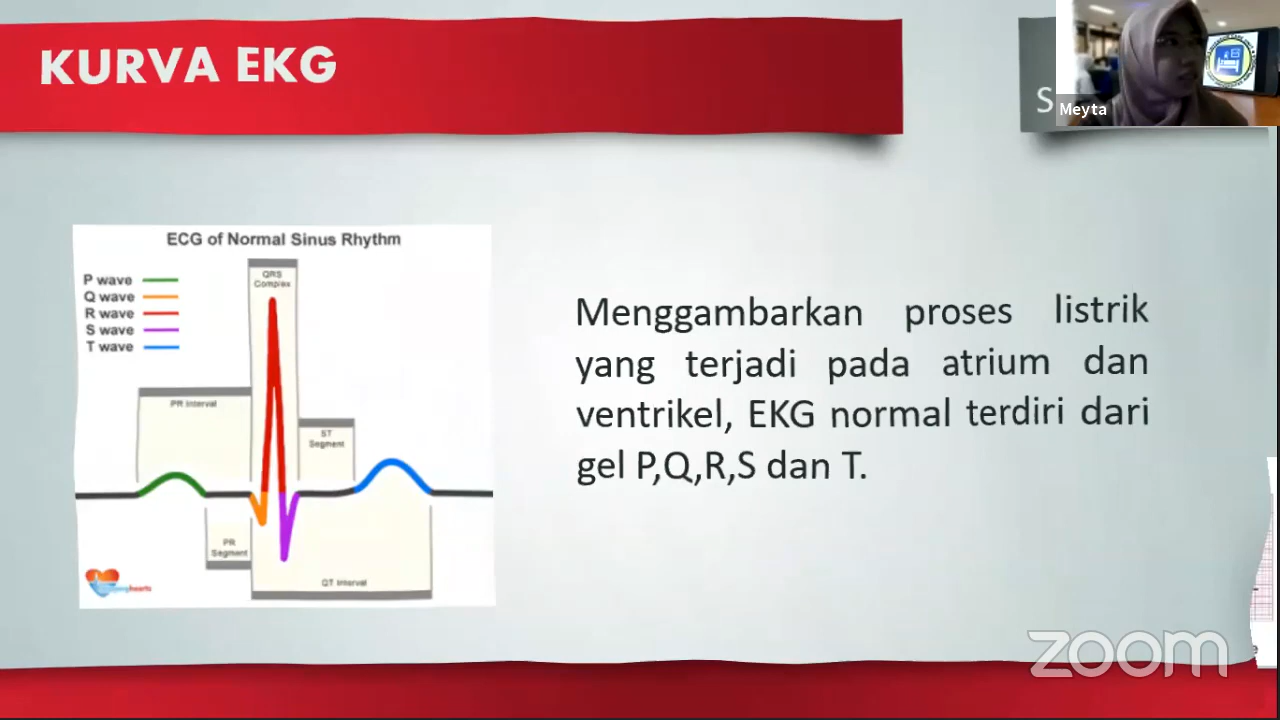 KURVA EKG
S
Meyta
ECG of Normal Sinus Rhythm
P wave
Q wave
R wave
S wave
T wave
QRS
Complex
PR Interval
ST
Segment
PR
Segment
QT Interval
Menggambarkan proses listrik
yang terjadi pada atrium dan
ventrikel, EKG normal terdiri dari
gel P,Q,R,S dan T.
zoom